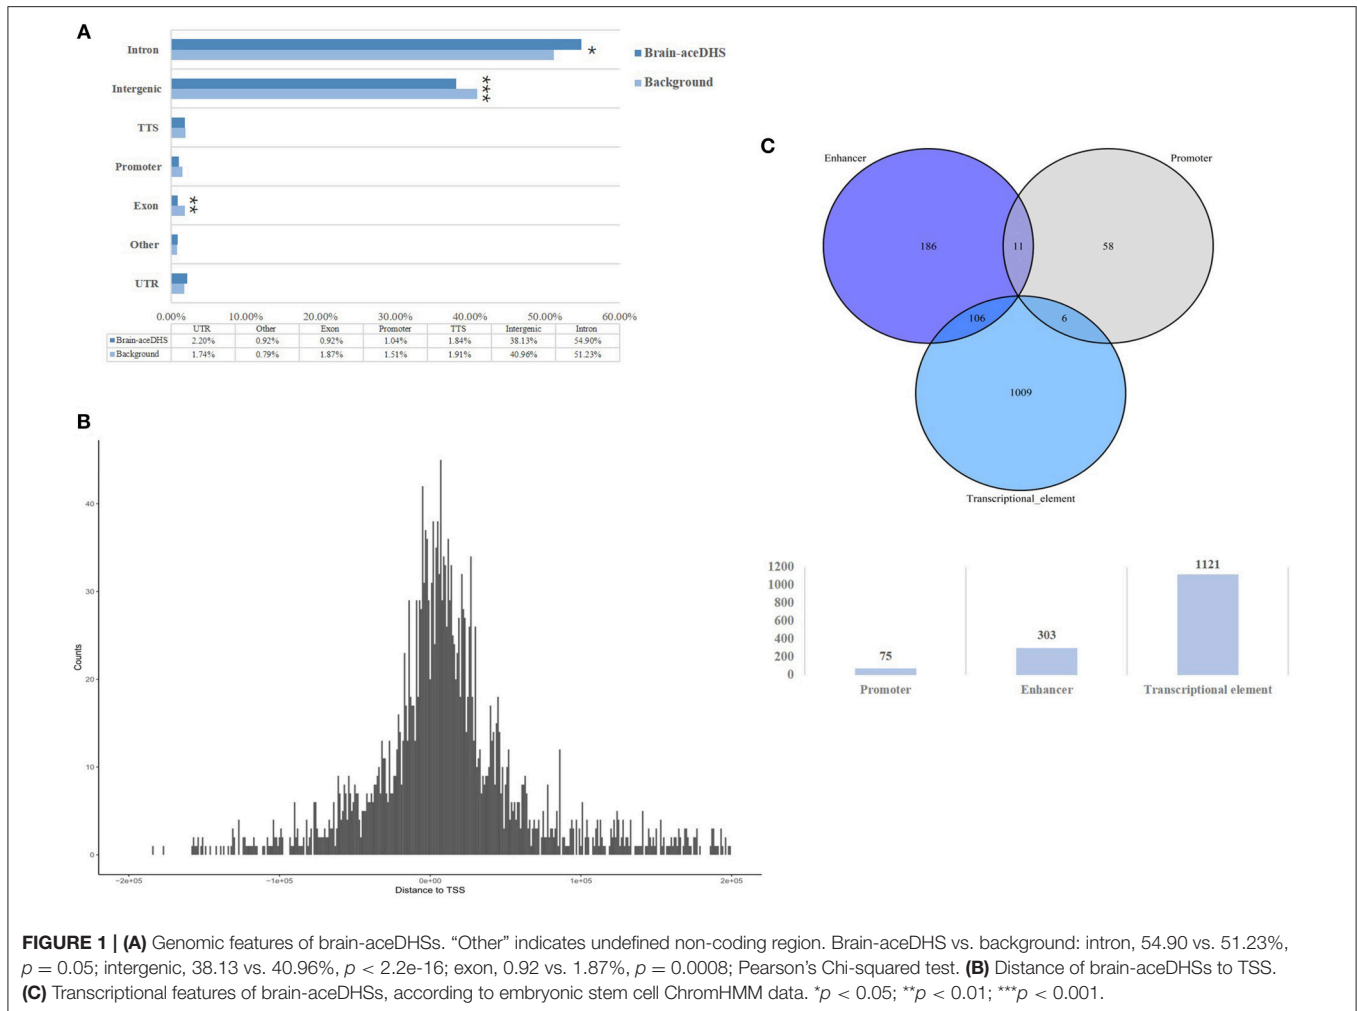 A
Intron
*
Brain-aceDHS
Intergenic
***
Background
TTS
Promoter
Exon
**
Other
UTR
0.00% 10.00% 20.00% 30.00% 40.00% 50.00% 60.00%
UTR Other Exon Promoter TTS Intergenic Intron
Brain-aceDHS 2.20% 0.92% 0.92% 1.04% 1.84% 38.13% 54.90%
Background 1.74% 0.79% 1.87% 1.51% 1.91% 40.96% 51.23%
B
40
30
20
10
0
Counts
−2e+05 −1e+05 0e+00 1e+05 2e+05
Distance to TSS
C
Enhancer Promoter
186 11 58
106 6
1009
Transcriptional_element
1200
1000
800
600
400
200
0
75 303 1121
Promoter Enhancer Transcriptional element
FIGURE 1 | (A) Genomic features of brain-aceDHSs. “Other” indicates undefined non-coding region. Brain-aceDHS vs. background: intron, 54.90 vs. 51.23%,
p = 0.05; intergenic, 38.13 vs. 40.96%, p < 2.2e-16; exon, 0.92 vs. 1.87%, p = 0.0008; Pearson’s Chi-squared test. (B) Distance of brain-aceDHSs to TSS.
(C) Transcriptional features of brain-aceDHSs, according to embryonic stem cell ChromHMM data. *p < 0.05; **p < 0.01; ***p < 0.001.